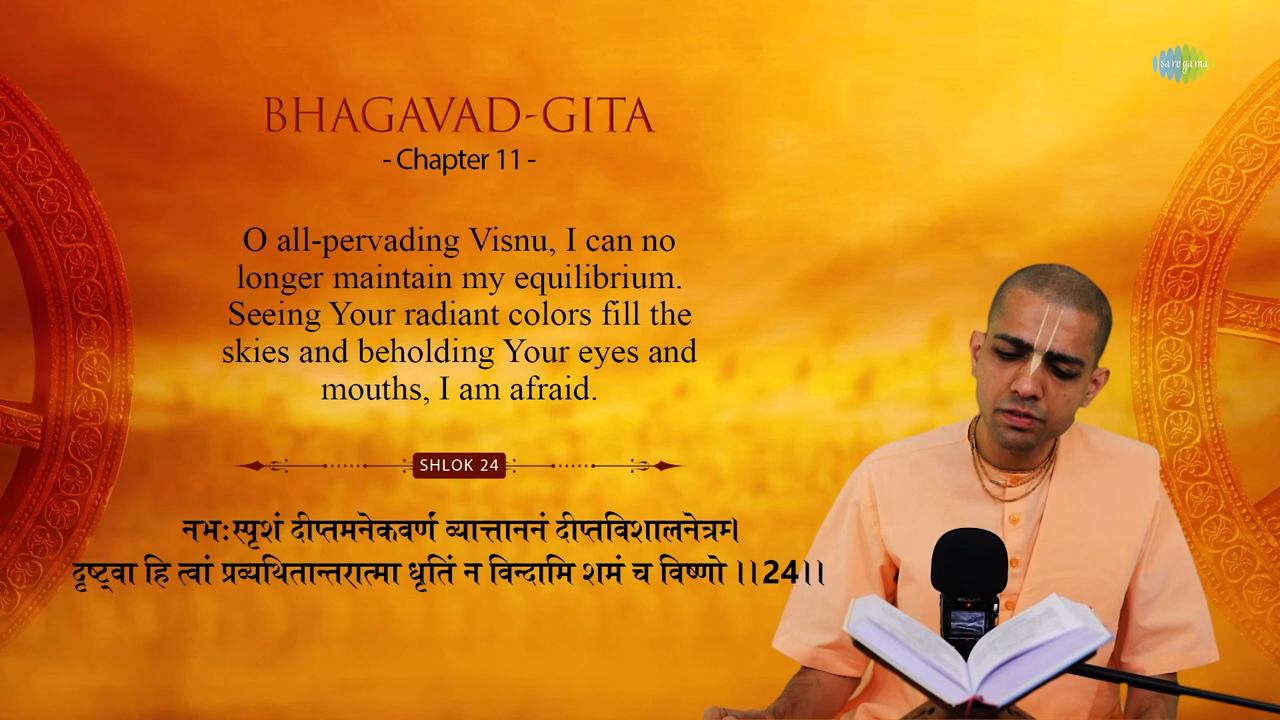 saregama
BHAGAVAD-GITA
- Chapter 11 -
O all-pervading Visnu, I can no
longer maintain my equilibrium.
Seeing Your radiant colors fill the
skies and beholding Your eyes and
mouths, I am afraid.
SHLOK 24
नभःस्पृशं दीप्तमनेकवर्णं व्यात्ताननं दीप्तविशालनेत्रम्।
दृष्ट्वा हि त्वां प्रव्यथितान्तरात्मा धृतिं न विन्दामि शमं च विष्णो ।।24।।